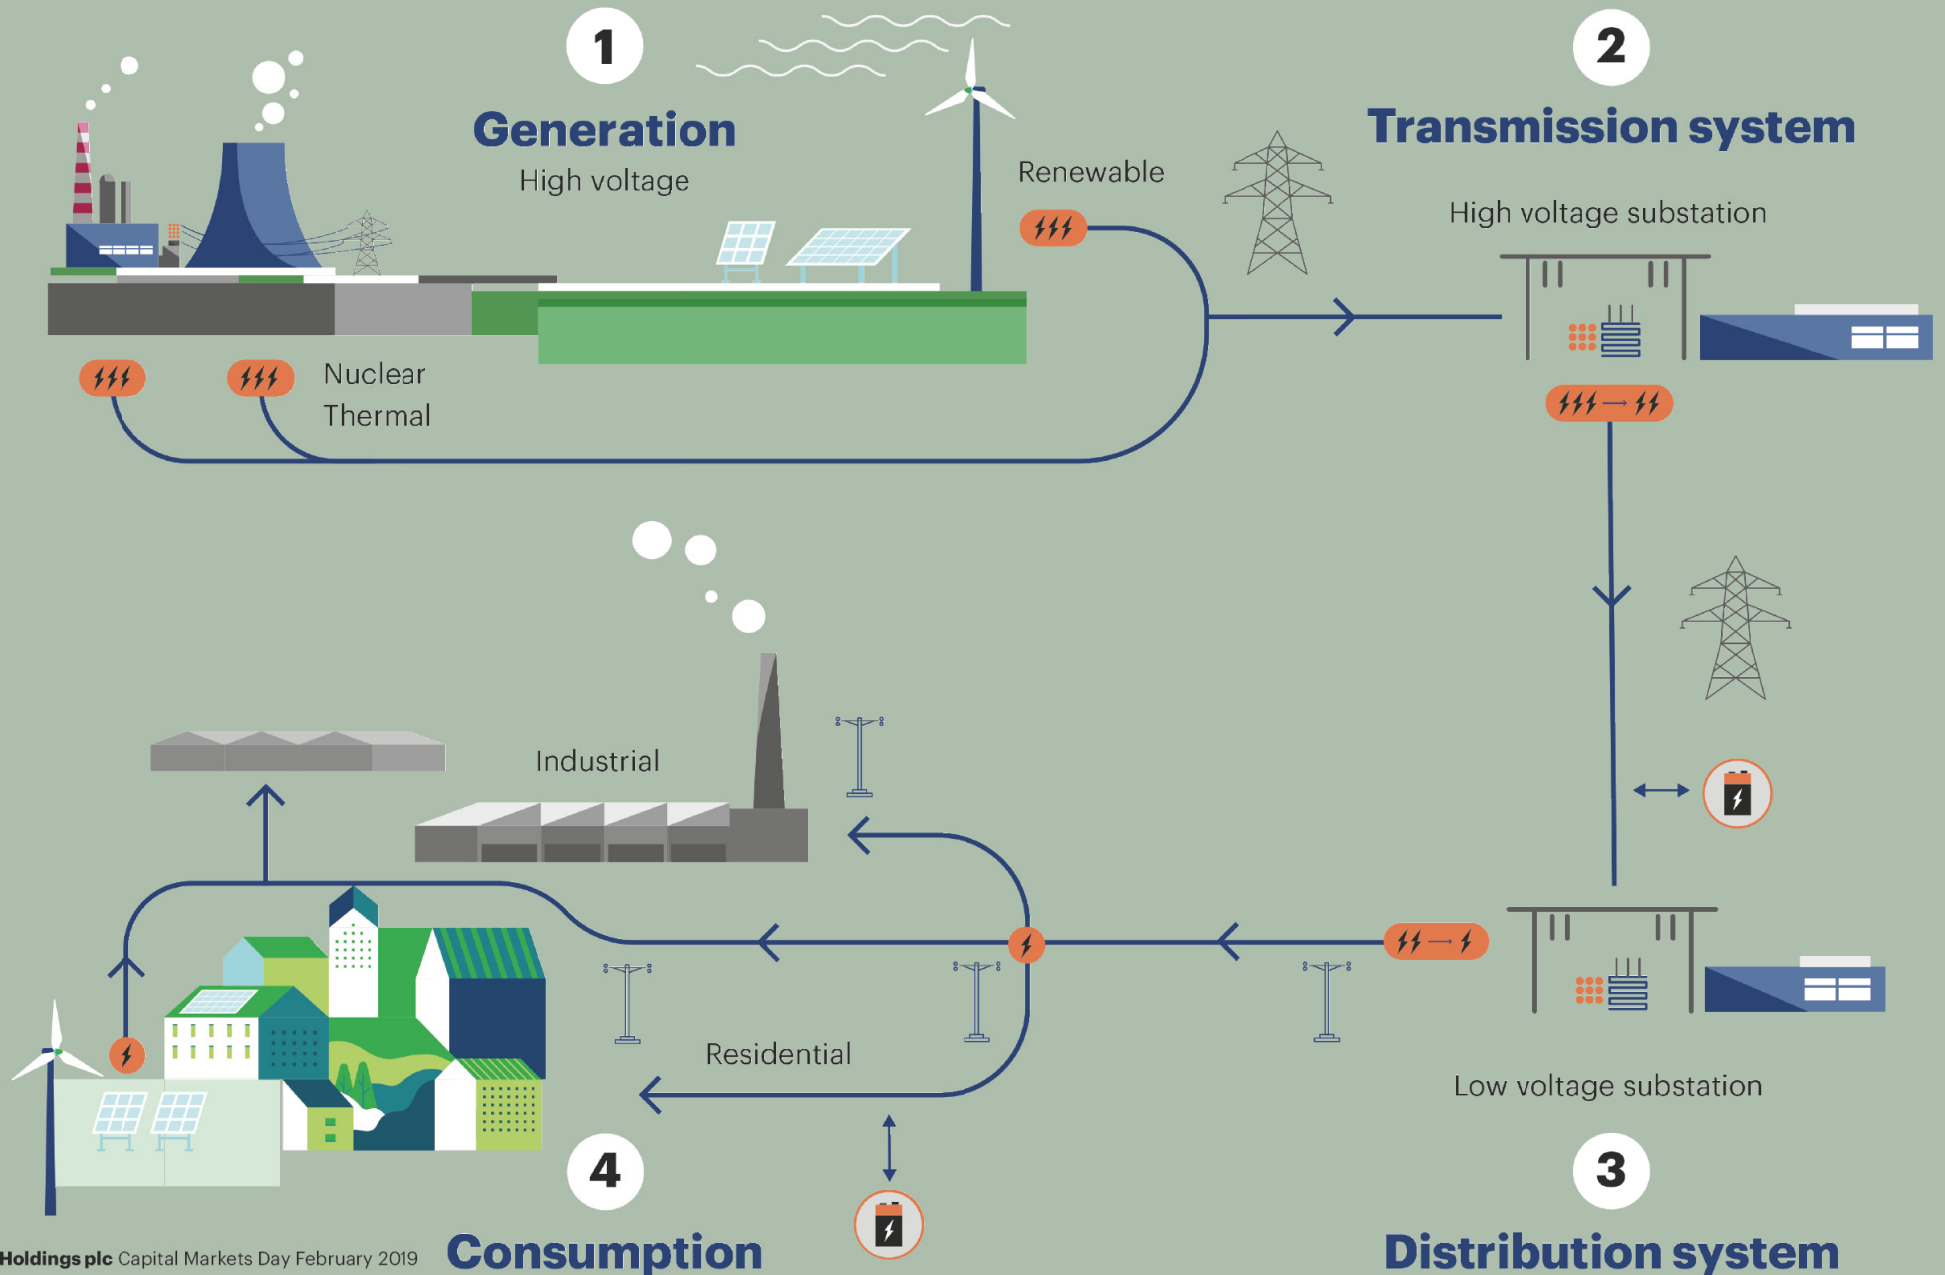 1
Generation
High voltage
Renewable
Nuclear
Thermal
2
Transmission system
High voltage substation
Industrial
Residential
Low voltage substation
4
Consumption
3
Distribution system
Holdings plc Capital Markets Day February 2019